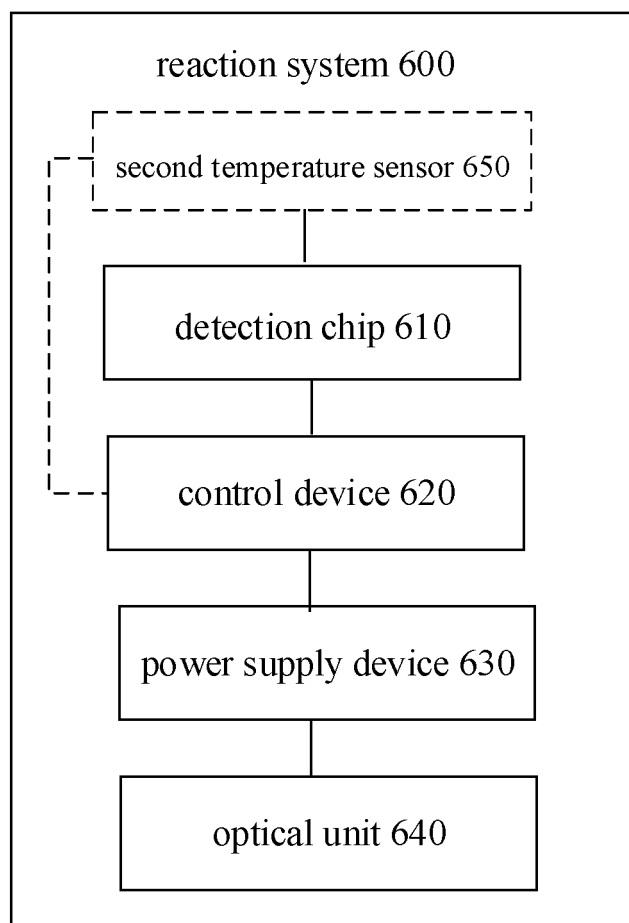 reaction system 600
second temperature sensor 650
detection chip 610
control device 620
power supply device 630
optical unit 640